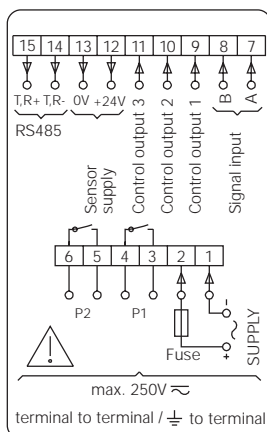 15 14 13 12 11 10 9 8 7
T,R+ T,R- 0V +24V
RS485
Sensor supply
Control output 3
Control output 2
Control output 1
B A
Signal input
6 5 4 3 2 1
P2 P1
Fuse
- ~ +
SUPPLY
max. 250V ⎓
terminal to terminal / ⏚ to terminal